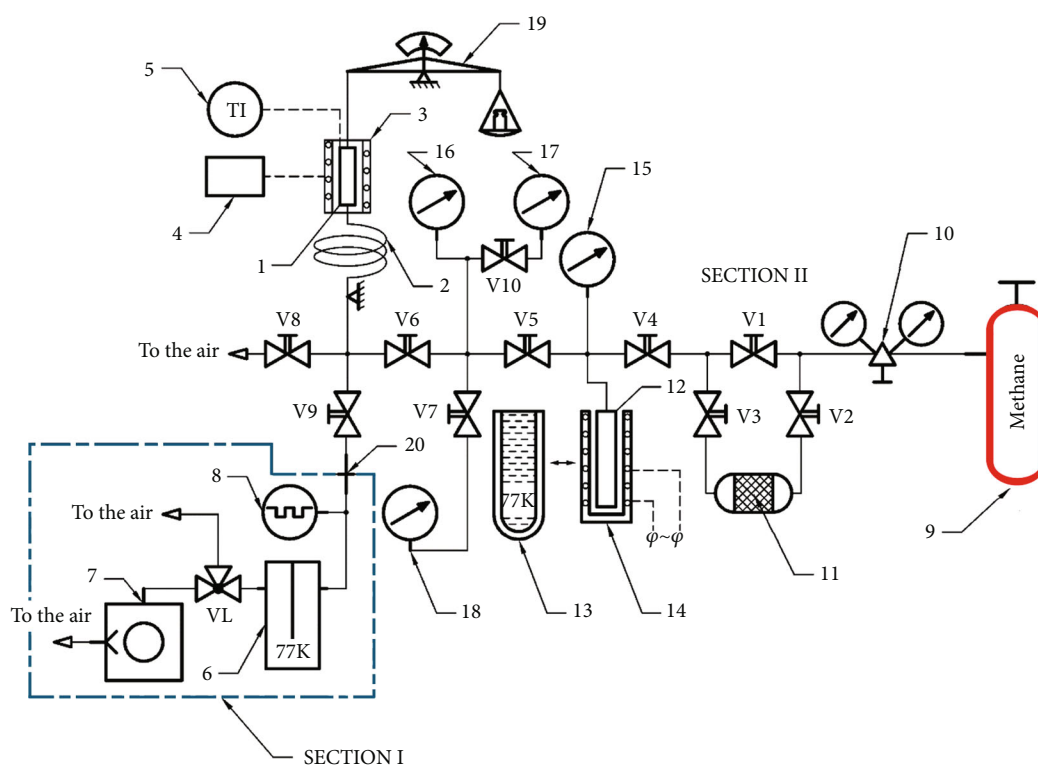 19
5
TI
3
16
17
15
4
1
2
V10
SECTION II
10
To the air
V8
V6
V5
V4
V1
Methane
12
V9
V7
V3
V2
20
8
77K
To the air
φ~φ
9
7
11
To the air
VL
6
77K
18
13
14
SECTION I